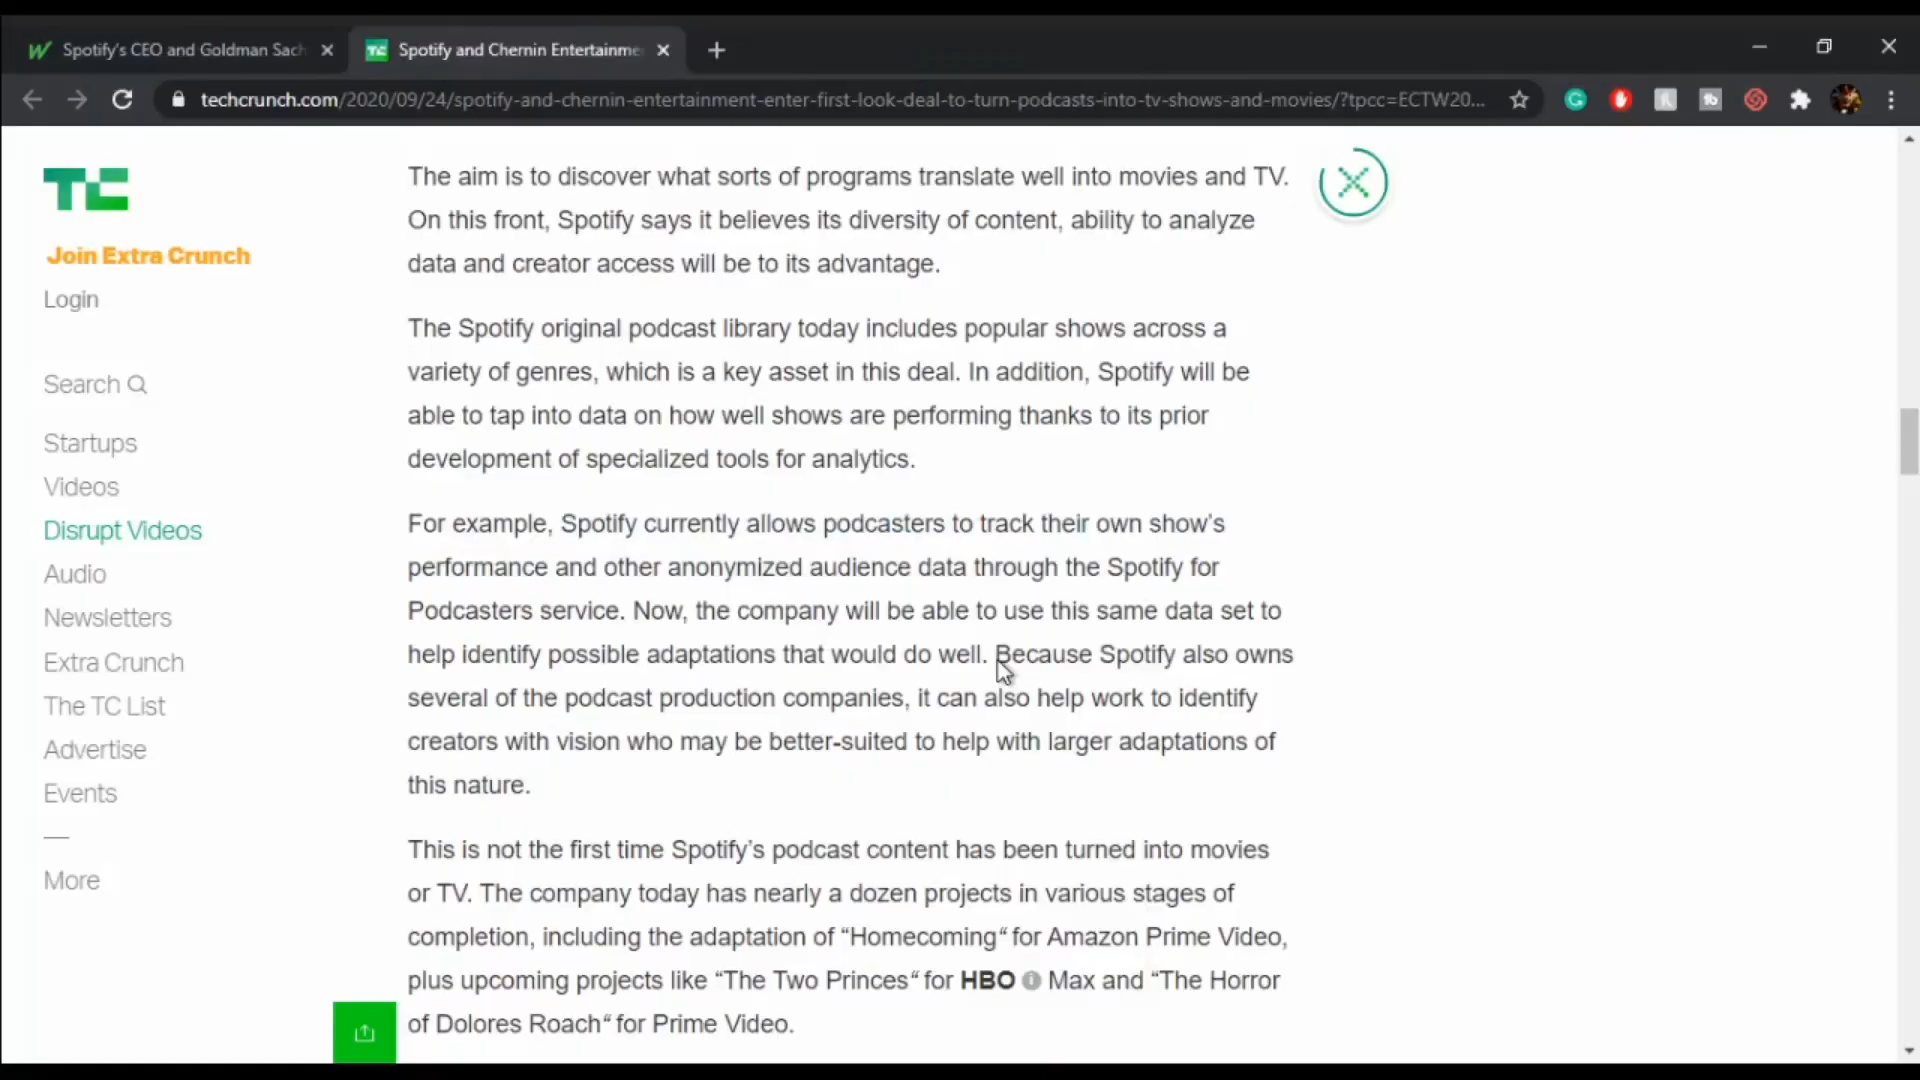 Spotify's CEO and Goldman Sach
Spotify and Chernin Entertainme
techcrunch.com/2020/09/24/spotify-and-chernin-entertainment-enter-first-look-deal-to-turn-podcasts-into-tv-shows-and-movies/?tpcc=ECTW20...
TC
Join Extra Crunch
Login
Search
Startups
Videos
Disrupt Videos
Audio
Newsletters
Extra Crunch
The TC List
Advertise
Events
—
More
The aim is to discover what sorts of programs translate well into movies and TV.
On this front, Spotify says it believes its diversity of content, ability to analyze
data and creator access will be to its advantage.
The Spotify original podcast library today includes popular shows across a
variety of genres, which is a key asset in this deal. In addition, Spotify will be
able to tap into data on how well shows are performing thanks to its prior
development of specialized tools for analytics.
For example, Spotify currently allows podcasters to track their own show’s
performance and other anonymized audience data through the Spotify for
Podcasters service. Now, the company will be able to use this same data set to
help identify possible adaptations that would do well. Because Spotify also owns
several of the podcast production companies, it can also help work to identify
creators with vision who may be better-suited to help with larger adaptations of
this nature.
This is not the first time Spotify’s podcast content has been turned into movies
or TV. The company today has nearly a dozen projects in various stages of
completion, including the adaptation of “Homecoming“ for Amazon Prime Video,
plus upcoming projects like “The Two Princes“ for HBO Max and “The Horror
of Dolores Roach“ for Prime Video.